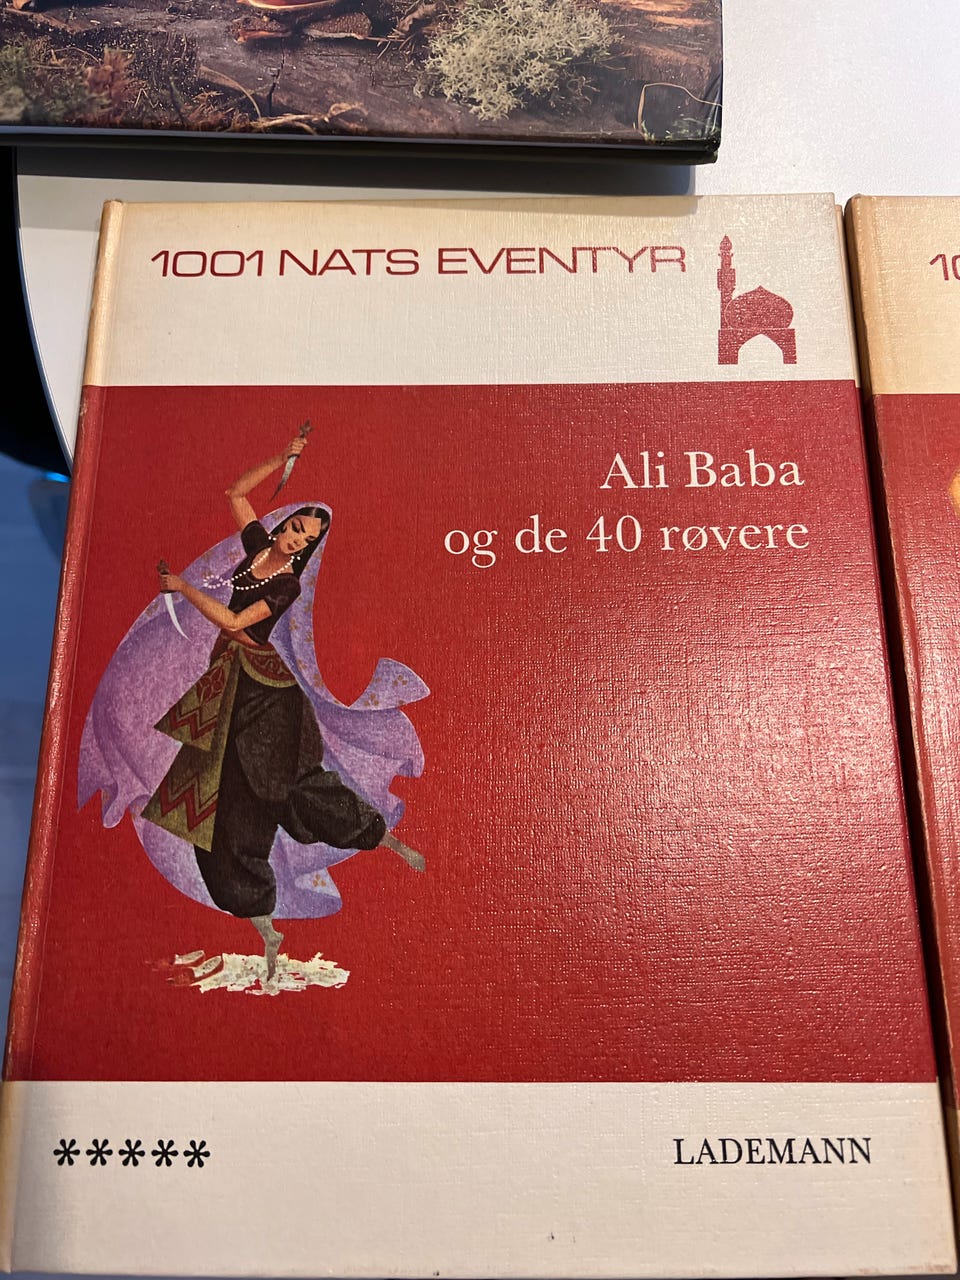 1001 NATS EVENTYR
Ali Baba
og de 40 røvere
*****
LADEMANN